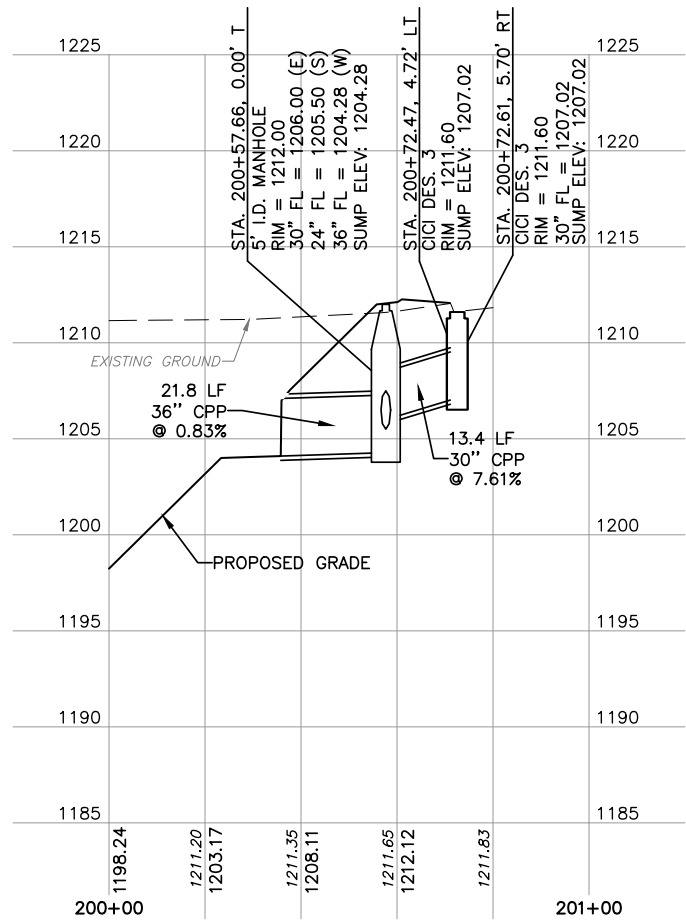 STA. 200+57.66, 0.00' T
5' I.D. MANHOLE
RIM = 1212.00
30" FL = 1206.00 (E)
24" FL = 1205.50 (S)
36" FL = 1204.28 (W)
SUMP ELEV: 1204.28
STA. 200+72.47, 4.72' LT
CICI DES. 3
RIM = 1211.60
SUMP ELEV: 1207.02
STA. 200+72.61, 5.70' RT
CICI DES. 3
RIM = 1211.60
30" FL = 1207.02
SUMP ELEV: 1207.02
1225
1225
1220
1220
1215
1215
1210
1210
EXISTING GROUND
21.8 LF
36" CPP
@ 0.83%
1205
1205
13.4 LF
30" CPP
@ 7.61%
1200
1200
PROPOSED GRADE
1195
1195
1190
1190
1185
1185
1198.24
1211.20
1203.17
1211.35
1208.11
1211.65
1212.12
1211.83
200+00
201+00